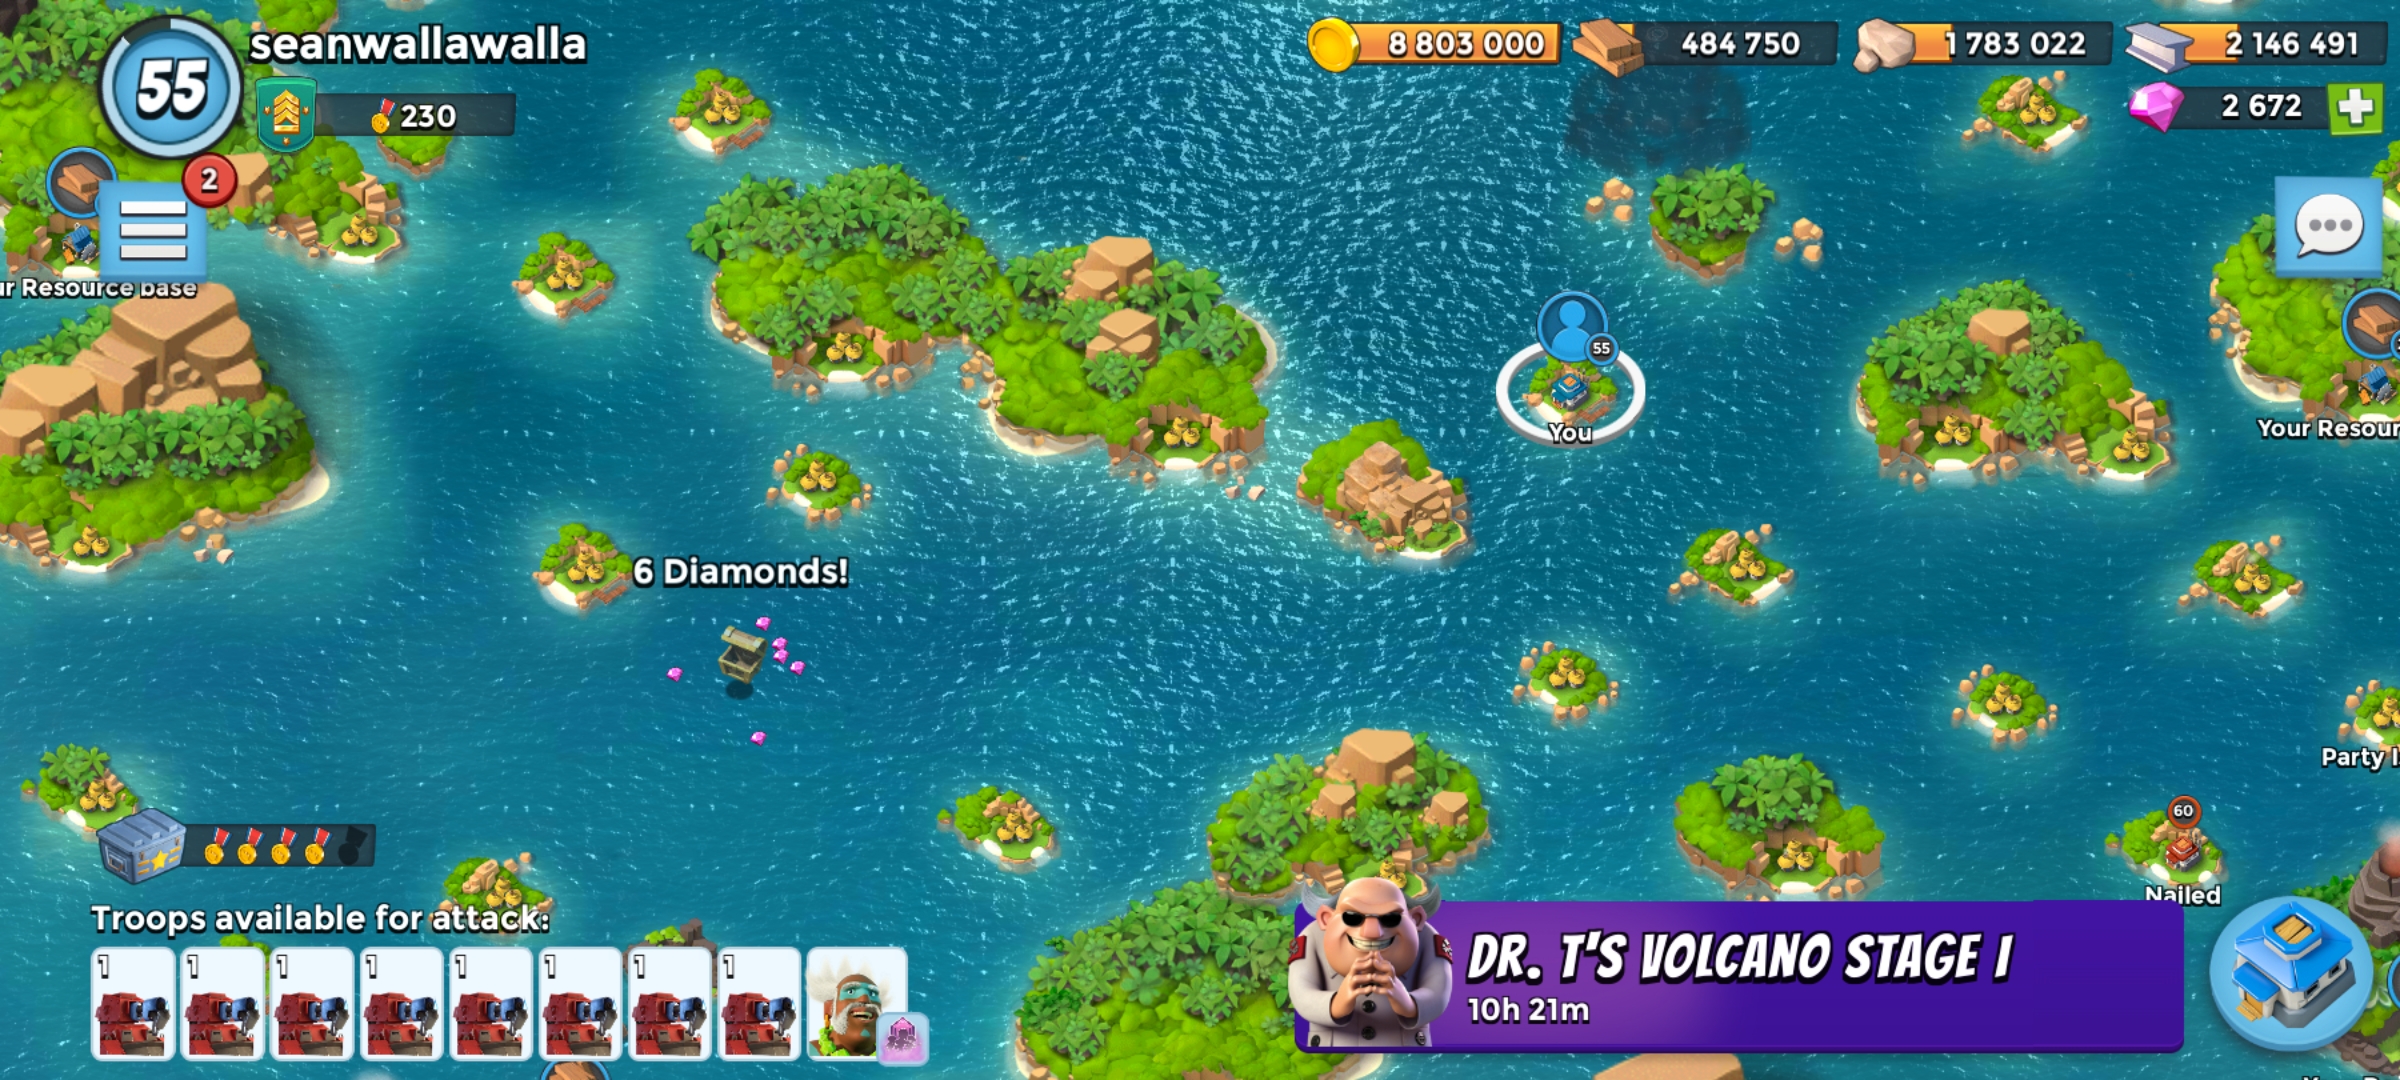 55
seanwallawalla
230
2
8 803 000
484 750
1 783 022
2 146 491
2 672
ur Resource base
55
You
Your Resour
6 Diamonds!
Party I
60
Nailed
Troops available for attack:
1
1
1
1
1
1
1
1
DR. T'S VOLCANO STAGE I
10h 21m